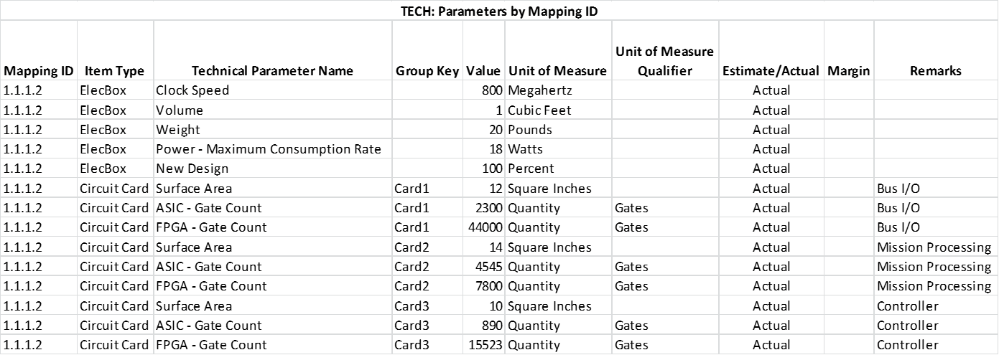 TECH: Parameters by Mapping ID
Mapping ID Item Type Technical Parameter Name Group Key Value Unit of Measure Unit of Measure Qualifier Estimate/Actual Margin Remarks
1.1.1.2 ElecBox Clock Speed 800 Megahertz Actual
1.1.1.2 ElecBox Volume 1 Cubic Feet Actual
1.1.1.2 ElecBox Weight 20 Pounds Actual
1.1.1.2 ElecBox Power - Maximum Consumption Rate 18 Watts Actual
1.1.1.2 ElecBox New Design 100 Percent Actual
1.1.1.2 Circuit Card Surface Area Card1 12 Square Inches Actual Bus I/O
1.1.1.2 Circuit Card ASIC - Gate Count Card1 2300 Quantity Gates Actual Bus I/O
1.1.1.2 Circuit Card FPGA - Gate Count Card1 44000 Quantity Gates Actual Bus I/O
1.1.1.2 Circuit Card Surface Area Card2 14 Square Inches Actual Mission Processing
1.1.1.2 Circuit Card ASIC - Gate Count Card2 4545 Quantity Gates Actual Mission Processing
1.1.1.2 Circuit Card FPGA - Gate Count Card2 7800 Quantity Gates Actual Mission Processing
1.1.1.2 Circuit Card Surface Area Card3 10 Square Inches Actual Controller
1.1.1.2 Circuit Card ASIC - Gate Count Card3 890 Quantity Gates Actual Controller
1.1.1.2 Circuit Card FPGA - Gate Count Card3 15523 Quantity Gates Actual Controller